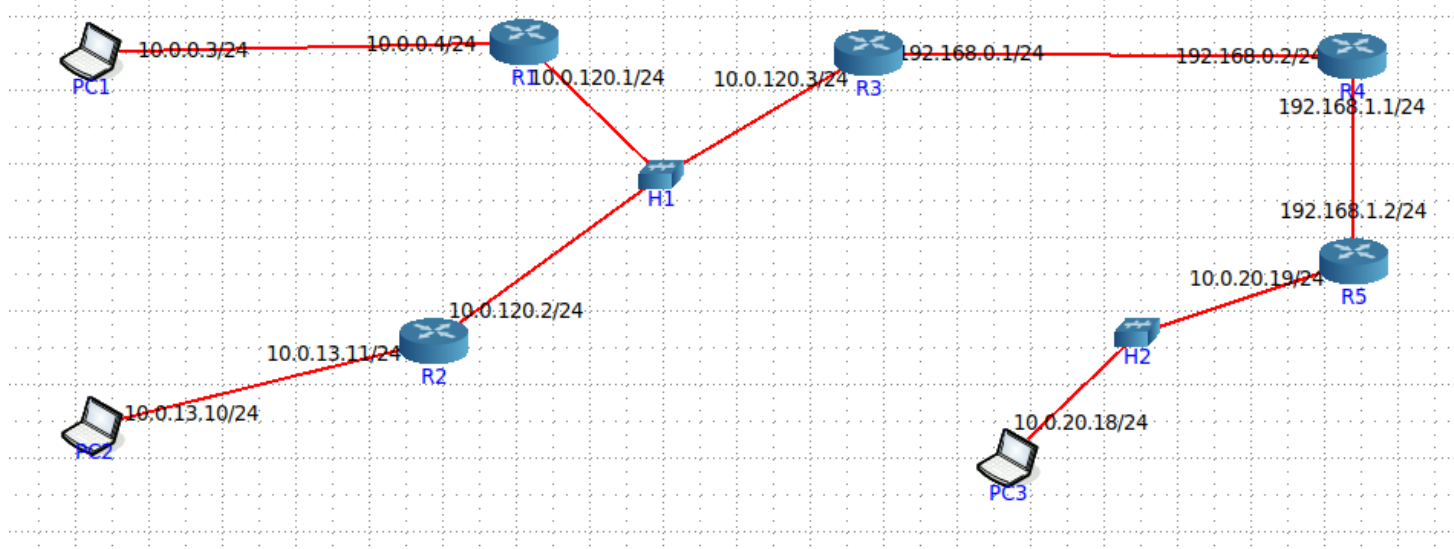 10.0.0.3/24
PC1
10.0.0.4/24
R1
10.0.120.1/24
10.0.120.3/24
R3
192.168.0.1/24
192.168.0.2/24
R4
192.168.1.1/24
H1
192.168.1.2/24
R5
10.0.20.19/24
H2
10.0.120.2/24
10.0.13.11/24
R2
10.0.13.10/24
PC2
10.0.20.18/24
PC3